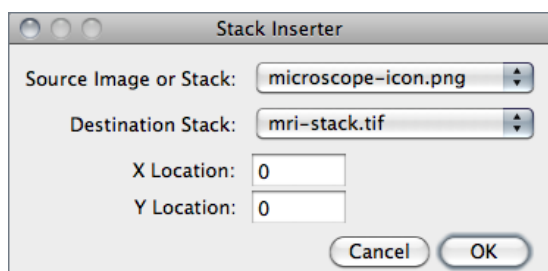 Stack Inserter
Source Image or Stack: microscope-icon.png
Destination Stack: mri-stack.tif
X Location: 0
Y Location: 0
Cancel OK